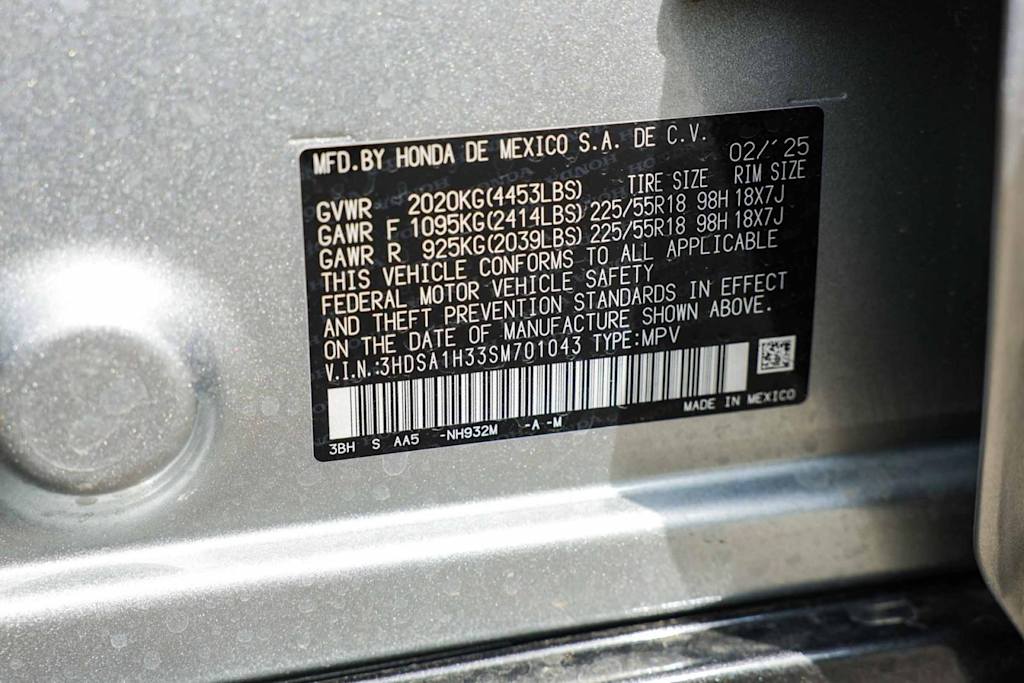 MFD.BY HONDA DE MEXICO S.A. DE C.V.
02/'25
TIRE SIZE RIM SIZE
GVWR 2020KG(4453LBS)
GAWR F 1095KG(2414LBS) 225/55R18 98H 18X7J
GAWR R 925KG(2039LBS) 225/55R18 98H 18X7J
THIS VEHICLE CONFORMS TO ALL APPLICABLE
FEDERAL MOTOR VEHICLE SAFETY
AND THEFT PREVENTION STANDARDS IN EFFECT
ON THE DATE OF MANUFACTURE SHOWN ABOVE.
V.I.N.:3HDSA1H33SM701043 TYPE:MPV
MADE IN MEXICO
3BH S AA5 -NH932M -A -M